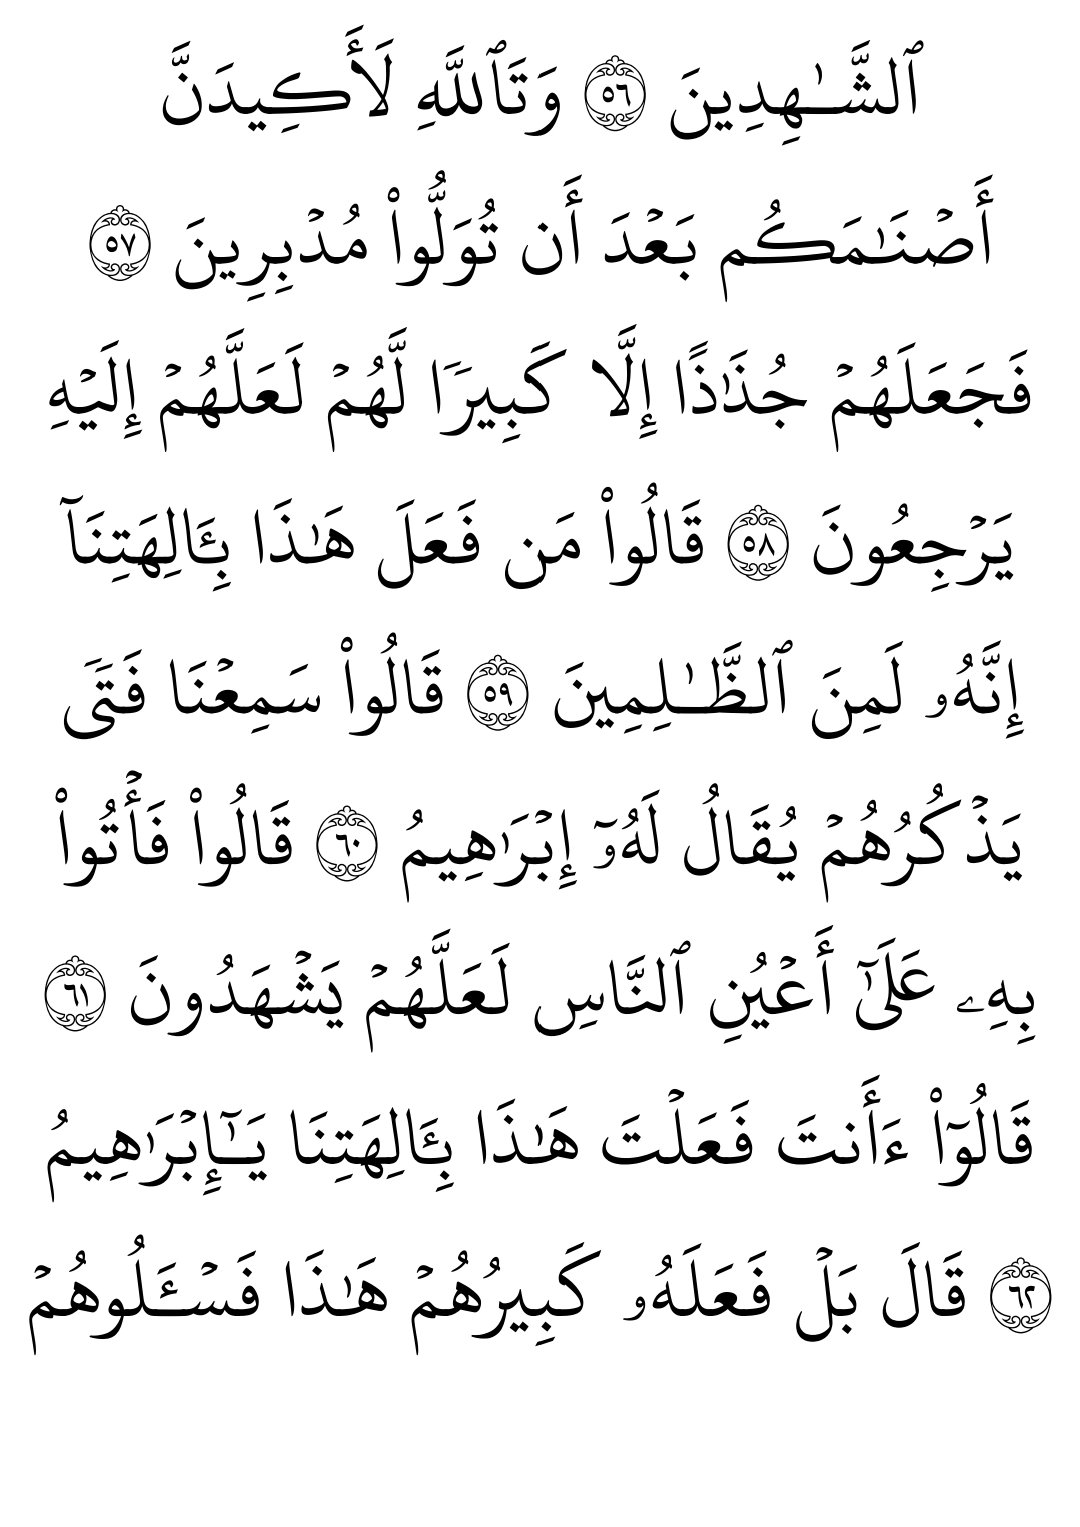 ٱلشَّـٰهِدِينَ ٥٦ وَتَٱللَّهِ لَأَكِيدَنَّ
أَصْنَـٰمَكُم بَعْدَ أَن تُوَلُّوا۟ مُدْبِرِينَ ٥٧
فَجَعَلَهُمْ جُذَٰذًا إِلَّا كَبِيرًا لَّهُمْ لَعَلَّهُمْ إِلَيْهِ
يَرْجِعُونَ ٥٨ قَالُوا۟ مَن فَعَلَ هَـٰذَا بِـَٔالِهَتِنَآ
إِنَّهُۥ لَمِنَ ٱلظَّـٰلِمِينَ ٥٩ قَالُوا۟ سَمِعْنَا فَتًى
يَذْكُرُهُمْ يُقَالُ لَهُۥٓ إِبْرَٰهِيمُ ٦٠ قَالُوا۟ فَأْتُوا۟
بِهِۦ عَلَىٰٓ أَعْيُنِ ٱلنَّاسِ لَعَلَّهُمْ يَشْهَدُونَ ٦١
قَالُوٓا۟ ءَأَنتَ فَعَلْتَ هَـٰذَا بِـَٔالِهَتِنَا يَـٰٓإِبْرَٰهِيمُ
٦٢ قَالَ بَلْ فَعَلَهُۥ كَبِيرُهُمْ هَـٰذَا فَسْـَٔلُوهُمْ